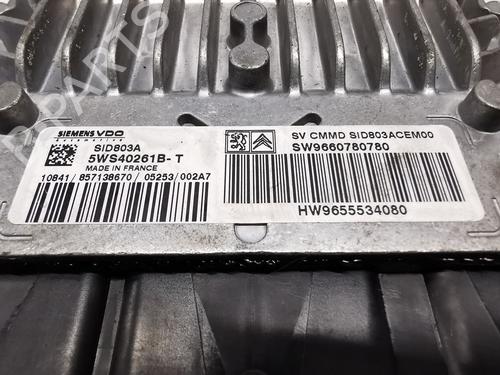 SIEMENS VDO
SID803A
5WS40261B-T
MADE IN FRANCE
10841/857138670/05253/002A7
SV CMMD SID803ACEM00
SW9660780780
HW9655534080